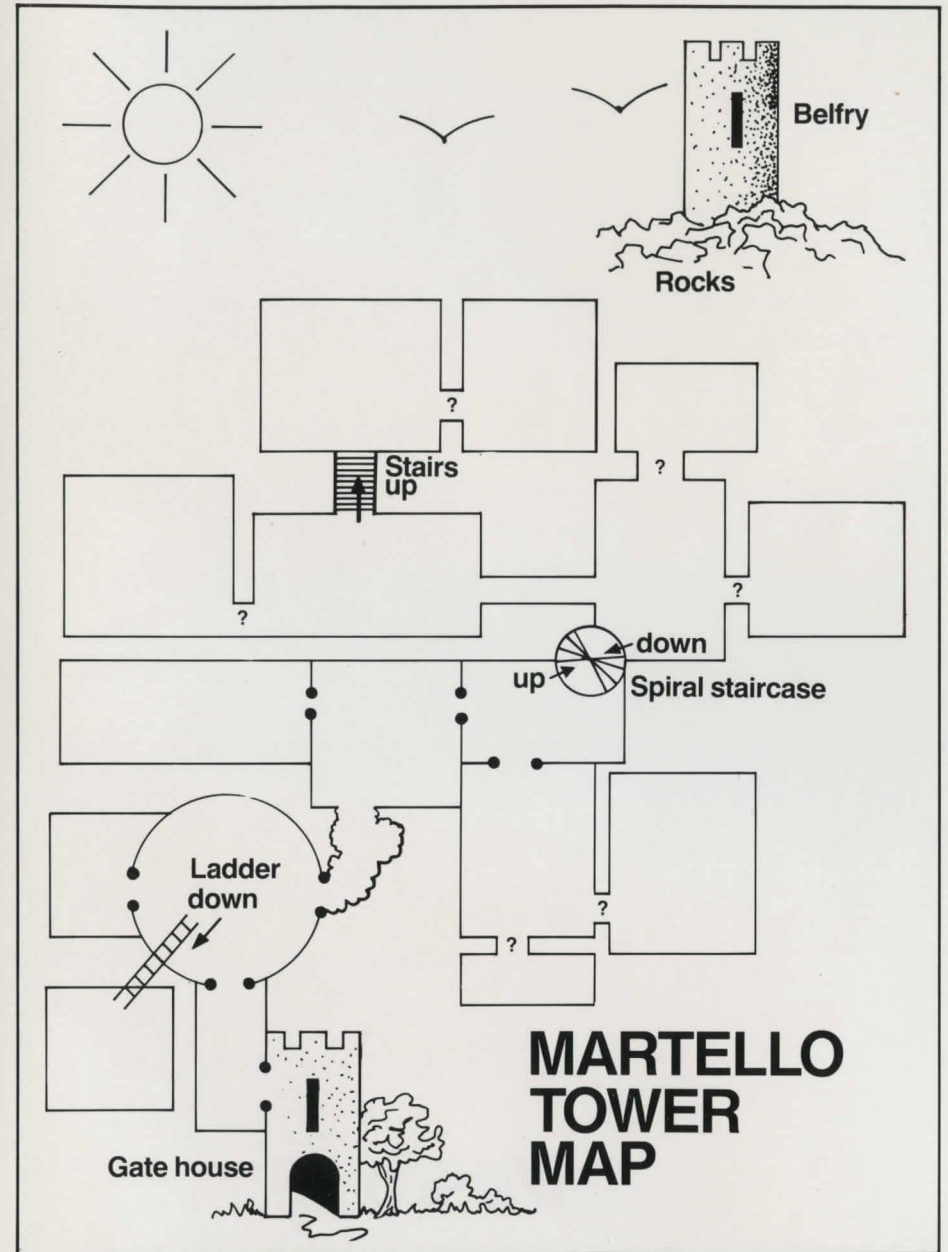 Belfry
Rocks
?
Stairs
up
?
?
?
down
up
Spiral staircase
Ladder
down
?
?
MARTELLO
TOWER
MAP
Gate house